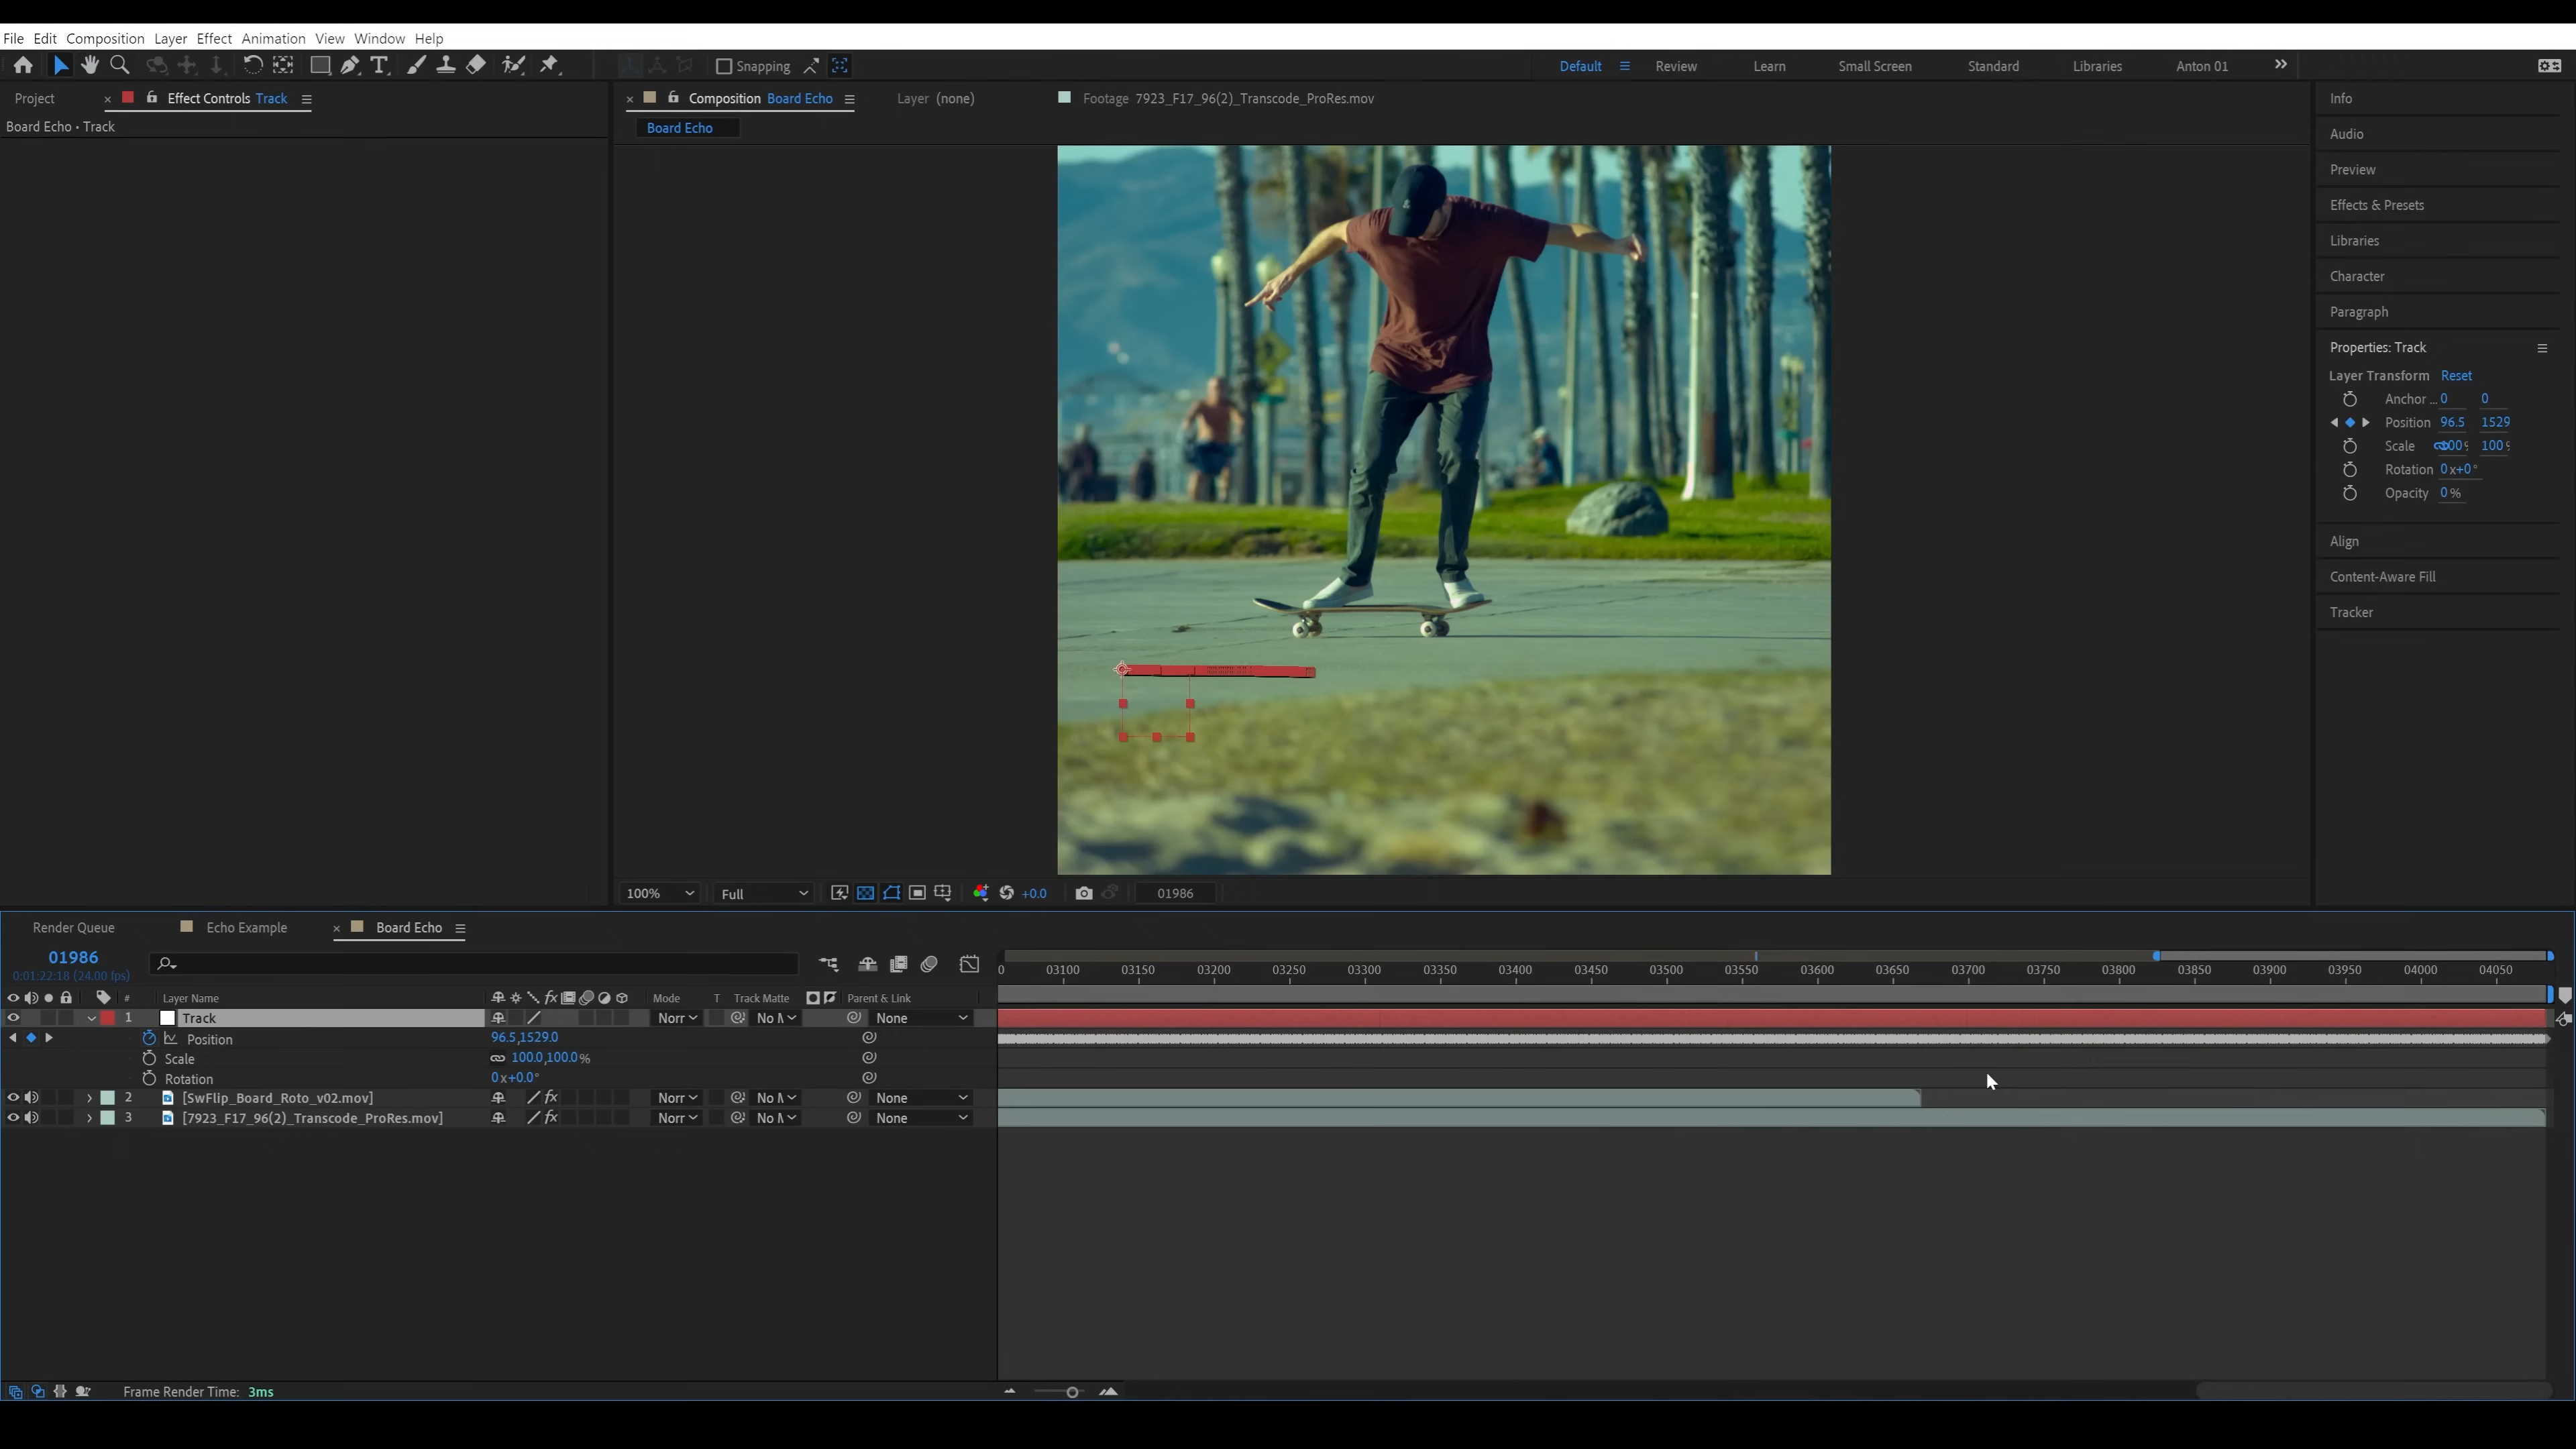 File Edit Composition Layer Effect Animation View Window Help
Snapping
Default Review Learn Small Screen Standard Libraries Anton 01
Project
Effect Controls Track
Composition Board Echo
Layer (none)
Footage 7923_F17_96(2)_Transcode_ProRes.mov
Board Echo • Track
Board Echo
Info
Audio
Preview
Effects & Presets
Libraries
Character
Paragraph
Properties: Track
Layer Transform Reset
Anchor ... 0 0
Position 96.5 1529
Scale 100%
Rotation 0x+0°
Opacity 0%
Align
Content-Aware Fill
Tracker
100% Full +0.0 01986
Render Queue Echo Example Board Echo
01986
0:01:22:18 (24.00 fps)
0 03100 03150 03200 03250 03300 03350 03400 03450 03500 03550 03600 03650 03700 03750 03800 03850 03900 03950 04000 04050
# Layer Name Mode T Track Matte Parent & Link
1 Track Norr No M None
Position 96.5,1529.0
Scale 100.0,100.0%
Rotation 0x+0.0°
2 [SwFlip_Board_Roto_v02.mov] Norr No M None
3 [7923_F17_96(2)_Transcode_ProRes.mov] Norr No M None
Frame Render Time: 3ms